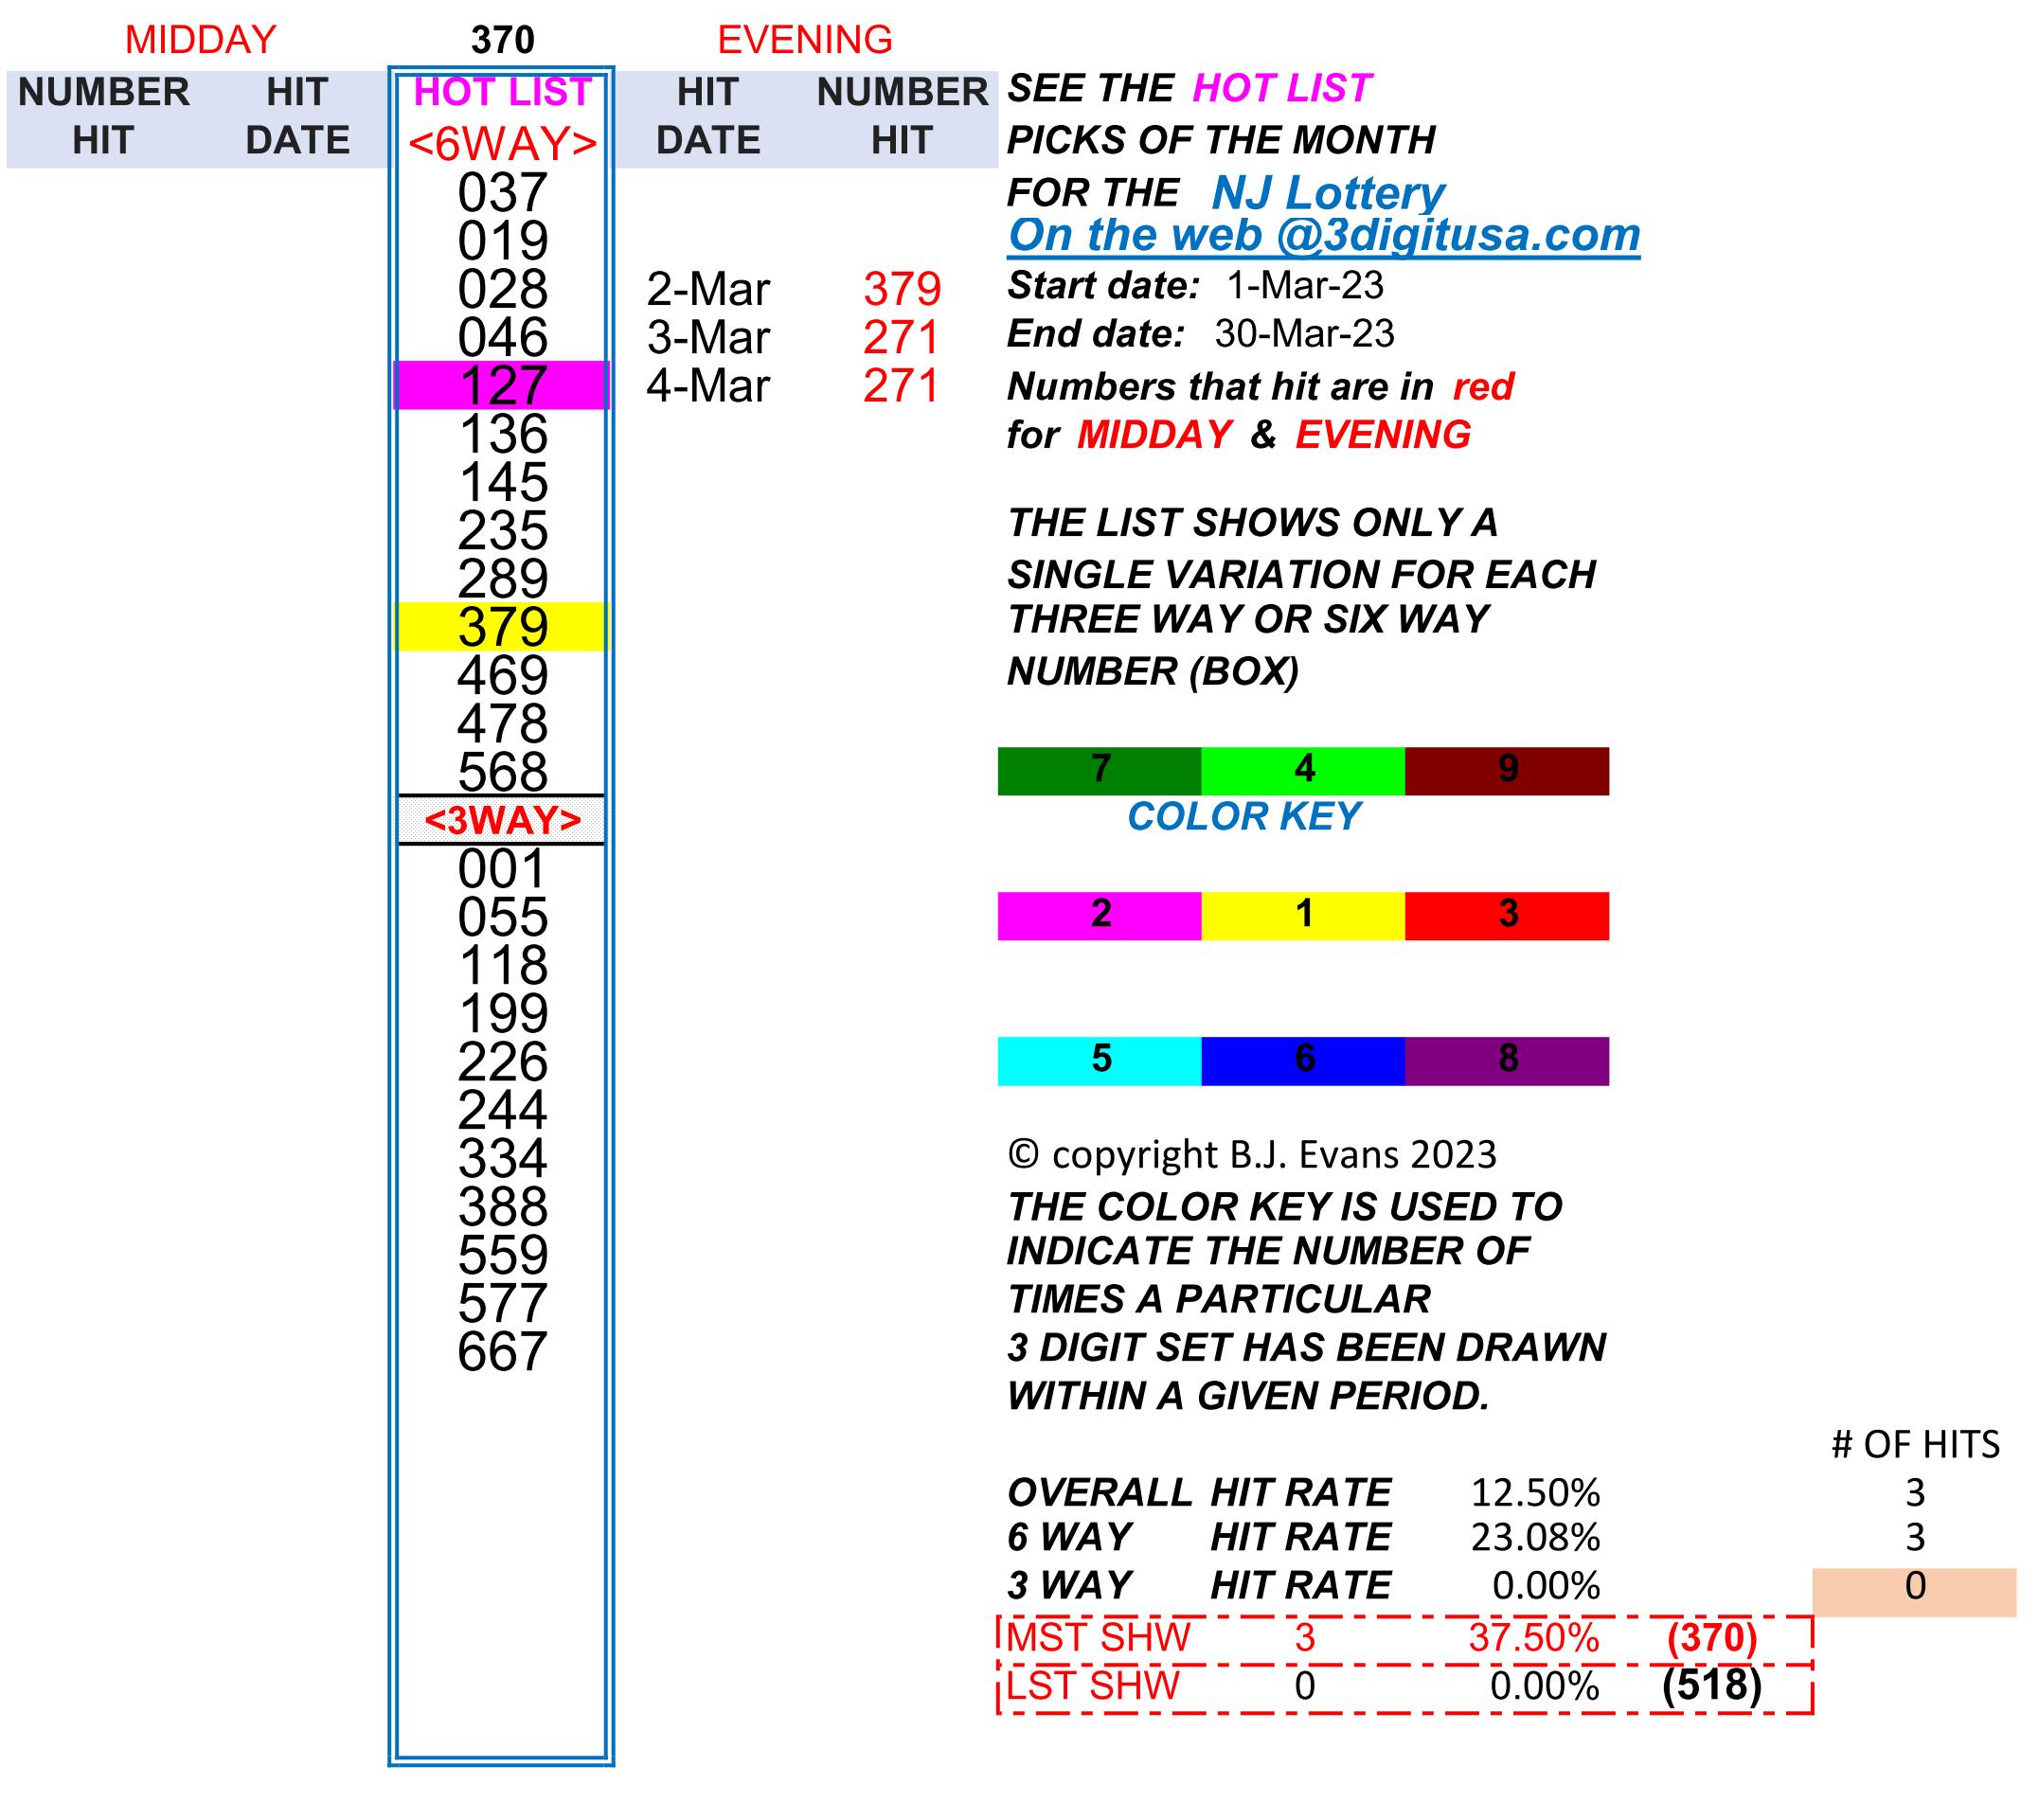 MIDDAY 370 EVENING
NUMBER HIT HOT LIST HIT NUMBER SEE THE HOT LIST
HIT DATE <6WAY> DATE HIT PICKS OF THE MONTH
037 FOR THE NJ Lottery
019 On the web @3digitusa.com
028 2-Mar 379 Start date: 1-Mar-23
046 3-Mar 271 End date: 30-Mar-23
127 4-Mar 271 Numbers that hit are in red
136 for MIDDAY & EVENING
145
235 THE LIST SHOWS ONLY A
289 SINGLE VARIATION FOR EACH
379 THREE WAY OR SIX WAY
469 NUMBER (BOX)
478
568 7 4 9
<3WAY> COLOR KEY
001
055 2 1 3
118
199
226 5 6 8
244
334 © copyright B.J. Evans 2023
388 THE COLOR KEY IS USED TO
559 INDICATE THE NUMBER OF
577 TIMES A PARTICULAR
667 3 DIGIT SET HAS BEEN DRAWN
WITHIN A GIVEN PERIOD.
# OF HITS
OVERALL HIT RATE 12.50% 3
6 WAY HIT RATE 23.08% 3
3 WAY HIT RATE 0.00% 0
MST SHW 3 37.50% (370)
LST SHW 0 0.00% (518)